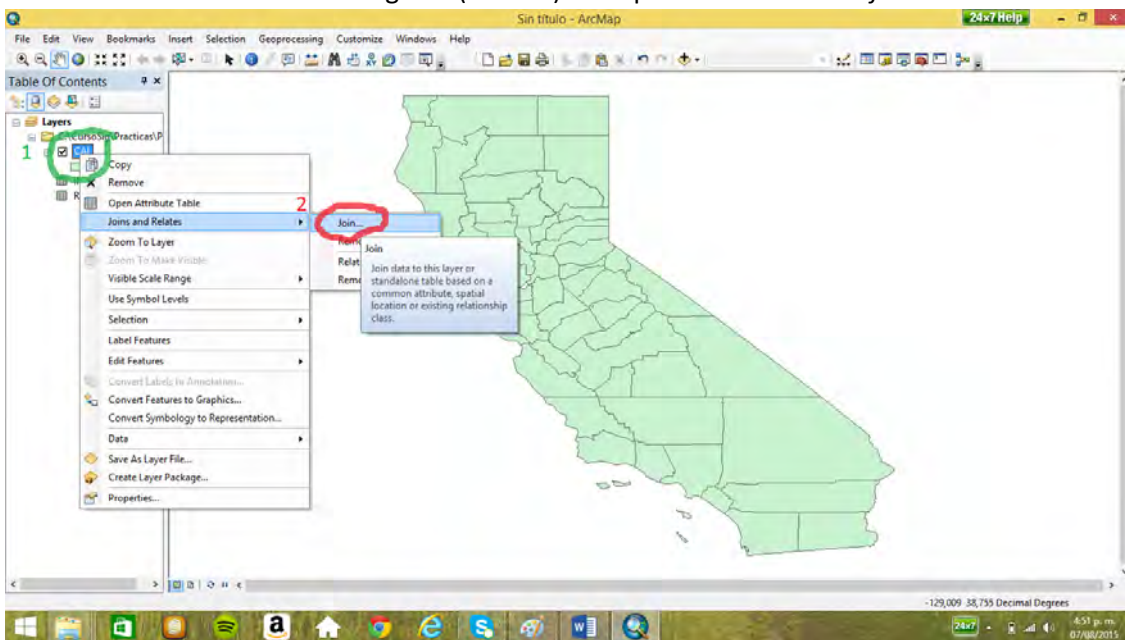 Sin título - ArcMap
24x7 Help
File Edit View Bookmarks Insert Selection Geoprocessing Customize Windows Help
Table Of Contents
Layers
C:\CursoSig\Practicas\P
1
CAL
Copy
Remove
R
Open Attribute Table
2
Joins and Relates
Join...
Zoom To Layer
Join
Zoom To Make Visible
Relat
Join data to this layer or
standalone table based on a
common attribute, spatial
location or existing relationship
class.
Visible Scale Range
Rem
Use Symbol Levels
Selection
Label Features
Edit Features
Convert Labels to Annotation...
Convert Features to Graphics...
Convert Symbology to Representation...
Data
Save As Layer File...
Create Layer Package...
Properties...
-129,009 38,755 Decimal Degrees
24x7
4:51 p. m.
07/08/2015